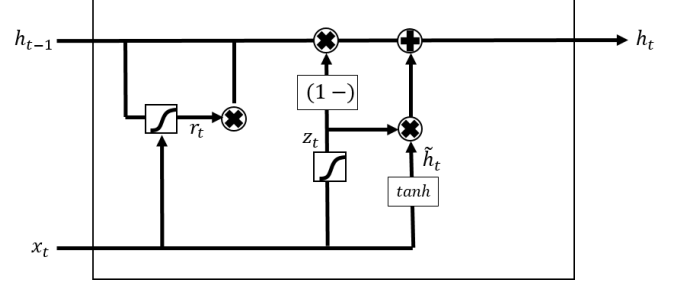 h_{t−1}
h_t
(1 −)
r_t
z_t
h̃_t
tanh
x_t